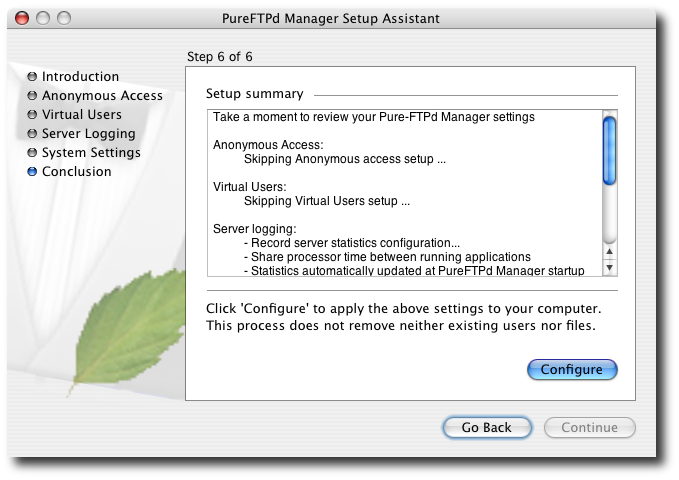 PureFTPd Manager Setup Assistant
Step 6 of 6
Introduction
Anonymous Access
Virtual Users
Server Logging
System Settings
Conclusion
Setup summary
Take a moment to review your Pure-FTPd Manager settings
Anonymous Access:
Skipping Anonymous access setup ...
Virtual Users:
Skipping Virtual Users setup ...
Server logging:
- Record server statistics configuration...
- Share processor time between running applications
- Statistics automatically updated at PureFTPd Manager startup
Click 'Configure' to apply the above settings to your computer.
This process does not remove neither existing users nor files.
Configure
Go Back
Continue